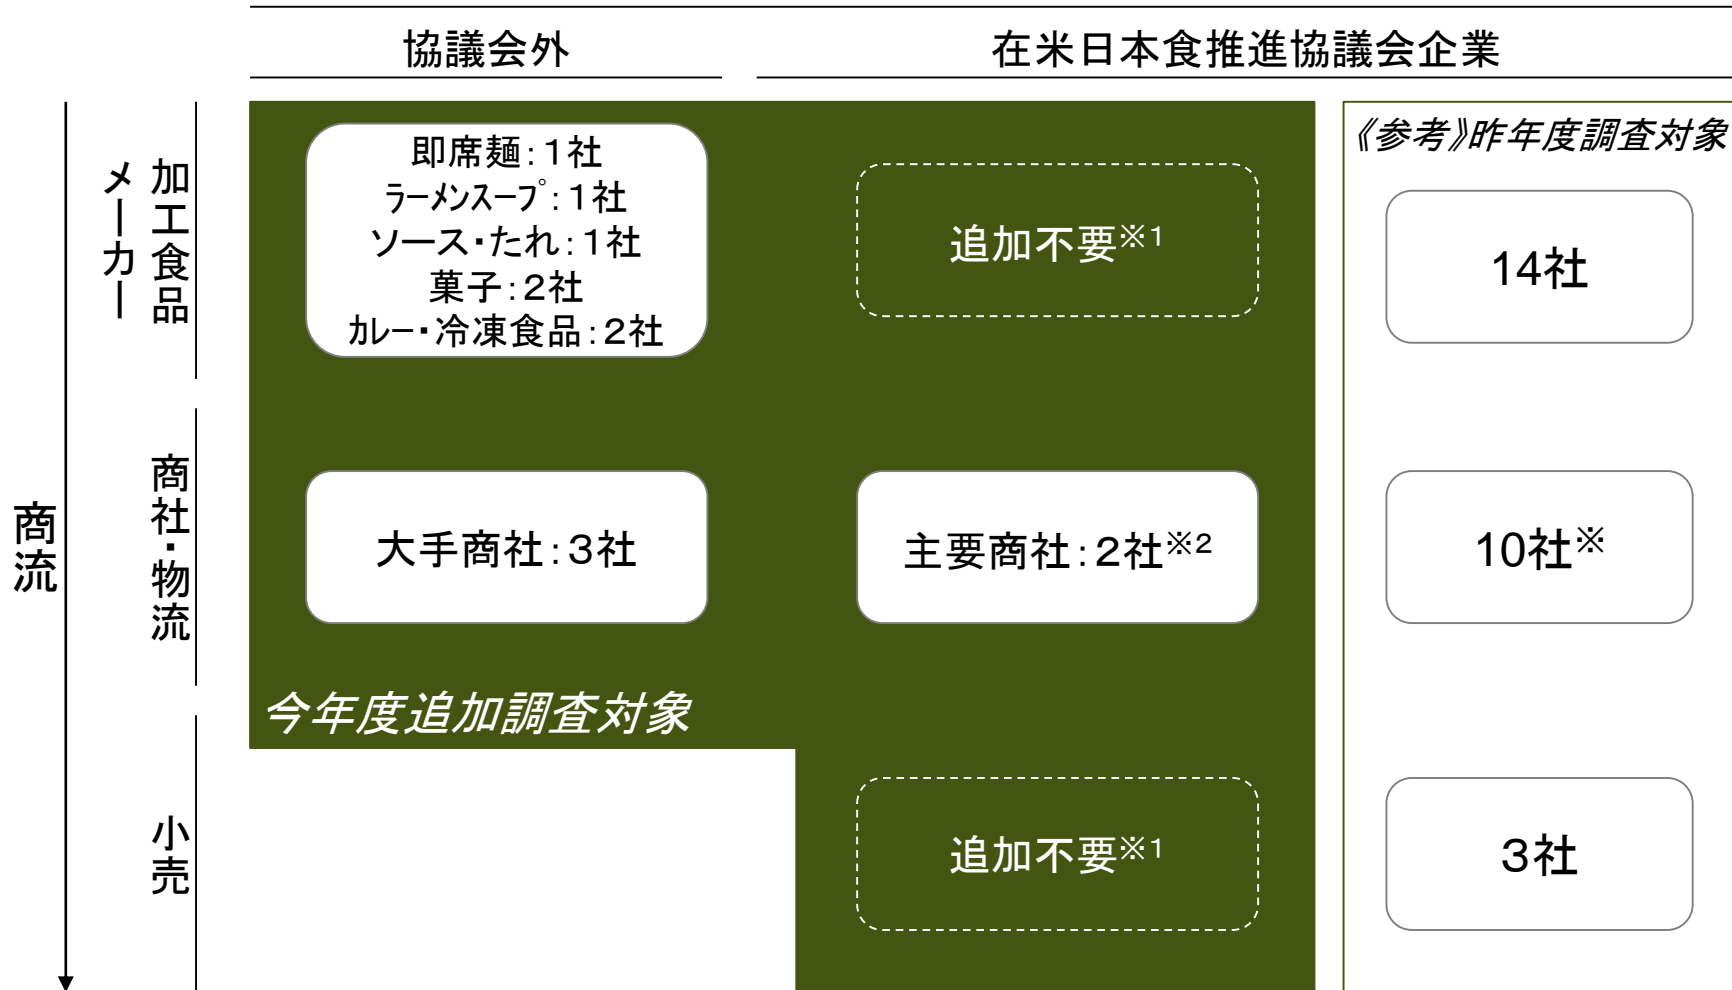 協議会外
在米日本食推進協議会企業
商流
加工食品
メーカー
即席麺：1社
ラーメンスープ：1社
ソース・たれ：1社
菓子：2社
カレー・冷凍食品：2社
追加不要※1
《参考》昨年度調査対象
14社
商社・物流
大手商社：3社
主要商社：2社※2
10社※
今年度追加調査対象
小売
追加不要※1
3社